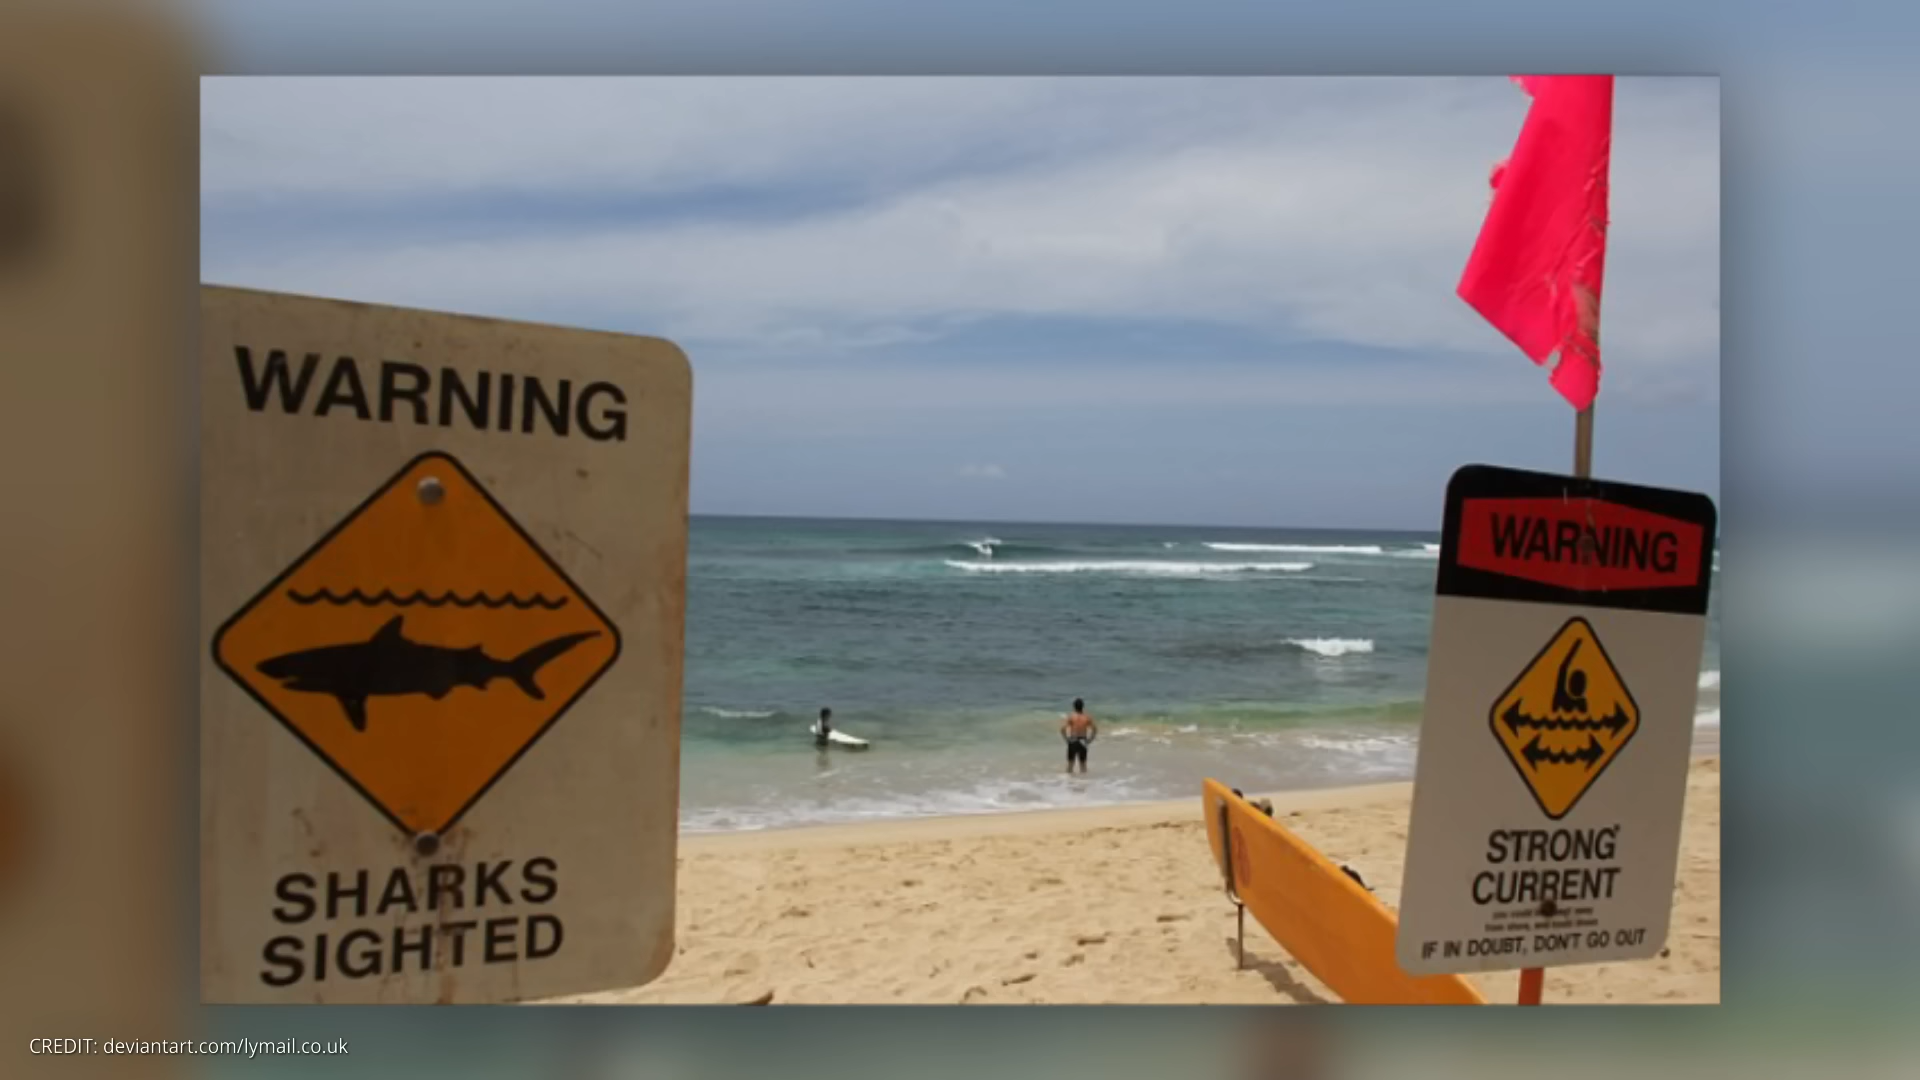 WARNING
SHARKS
SIGHTED
WARNING
STRONG
CURRENT
IF IN DOUBT, DON'T GO OUT
CREDIT: deviantart.com/lymail.co.uk